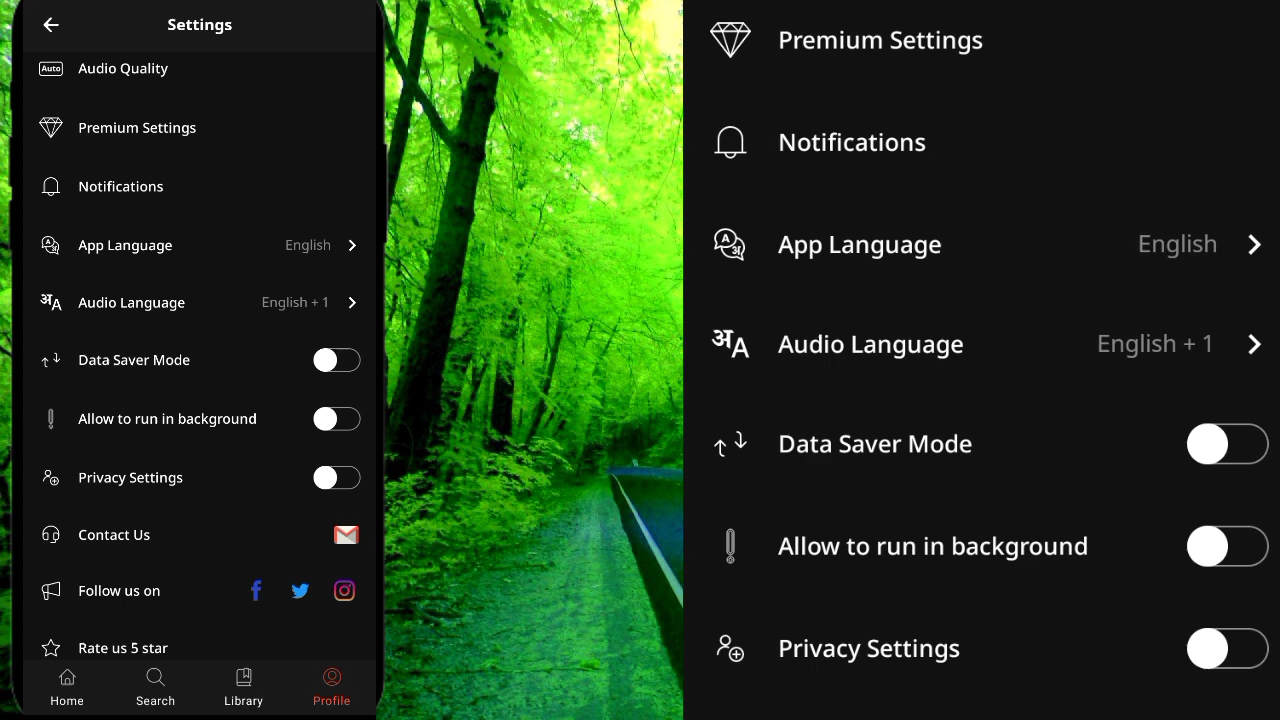 Settings
Auto Audio Quality
Premium Settings
Notifications
App Language English
Audio Language English + 1
Data Saver Mode
Allow to run in background
Privacy Settings
Contact Us
Follow us on
Rate us 5 star
Home Search Library Profile
Premium Settings
Notifications
App Language English
अA Audio Language English + 1
Data Saver Mode
Allow to run in background
Privacy Settings